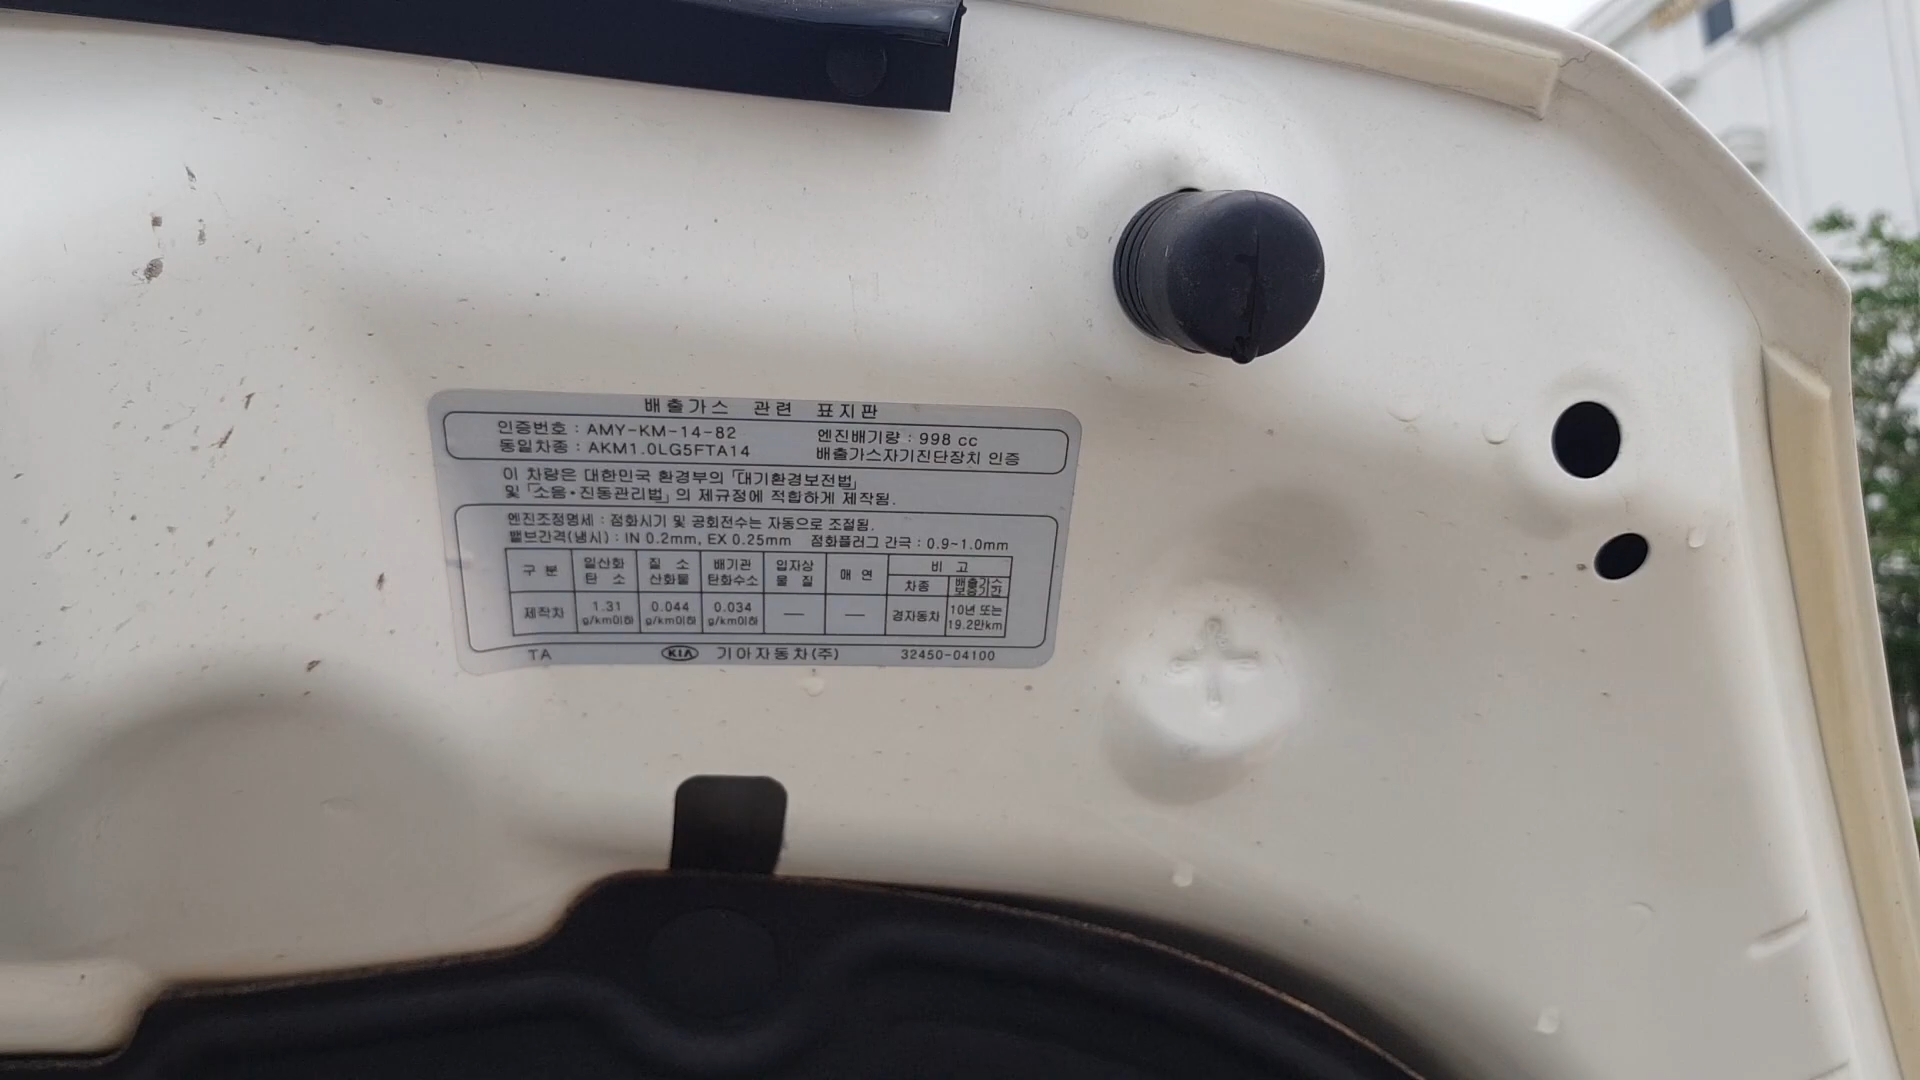 배출가스 관련 표지판
인증번호 : AMY-KM-14-82 엔진배기량 : 998 cc
동일차종 : AKM1.0LG5FTA14 배출가스자기진단장치 인증
이 차량은 대한민국 환경부의 「대기환경보전법」
및 「소음・진동관리법」의 제규정에 적합하게 제작됨.
엔진조정명세 : 점화시기 및 공회전수는 자동으로 조절됨.
밸브간격(냉시) : IN 0.2mm, EX 0.25mm 점화플러그 간극 : 0.9~1.0mm
구 분 일산화 탄 소 질 소 산화물 배기관 탄화수소 입자상 물 질 매 연 비 고
차종 배출가스 보증기간
제작차 1.31 g/km이하 0.044 g/km이하 0.034 g/km이하 — — 경자동차 10년 또는 19.2만km
TA KIA 기아자동차(주) 32450-04100